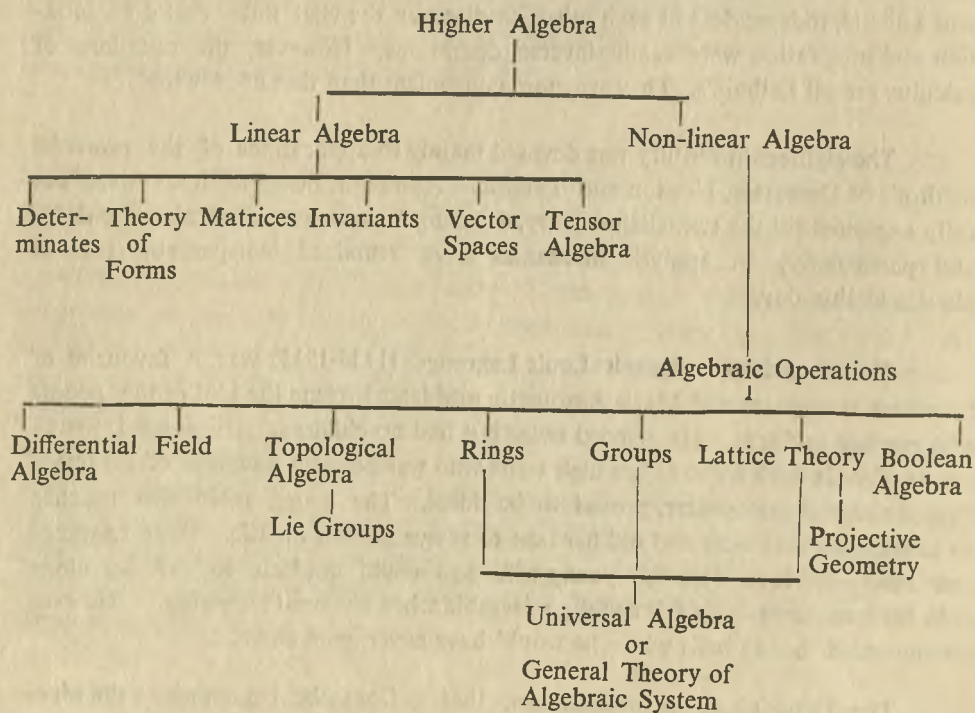 Higher Algebra
Linear Algebra
Non-linear Algebra
Deter-
minates
Theory
of
Forms
Matrices
Invariants
Vector
Spaces
Tensor
Algebra
Algebraic Operations
Differential
Algebra
Field
Topological
Algebra
Lie Groups
Rings
Groups
Lattice Theory
Projective
Geometry
Boolean
Algebra
Universal Algebra
or
General Theory of
Algebraic System